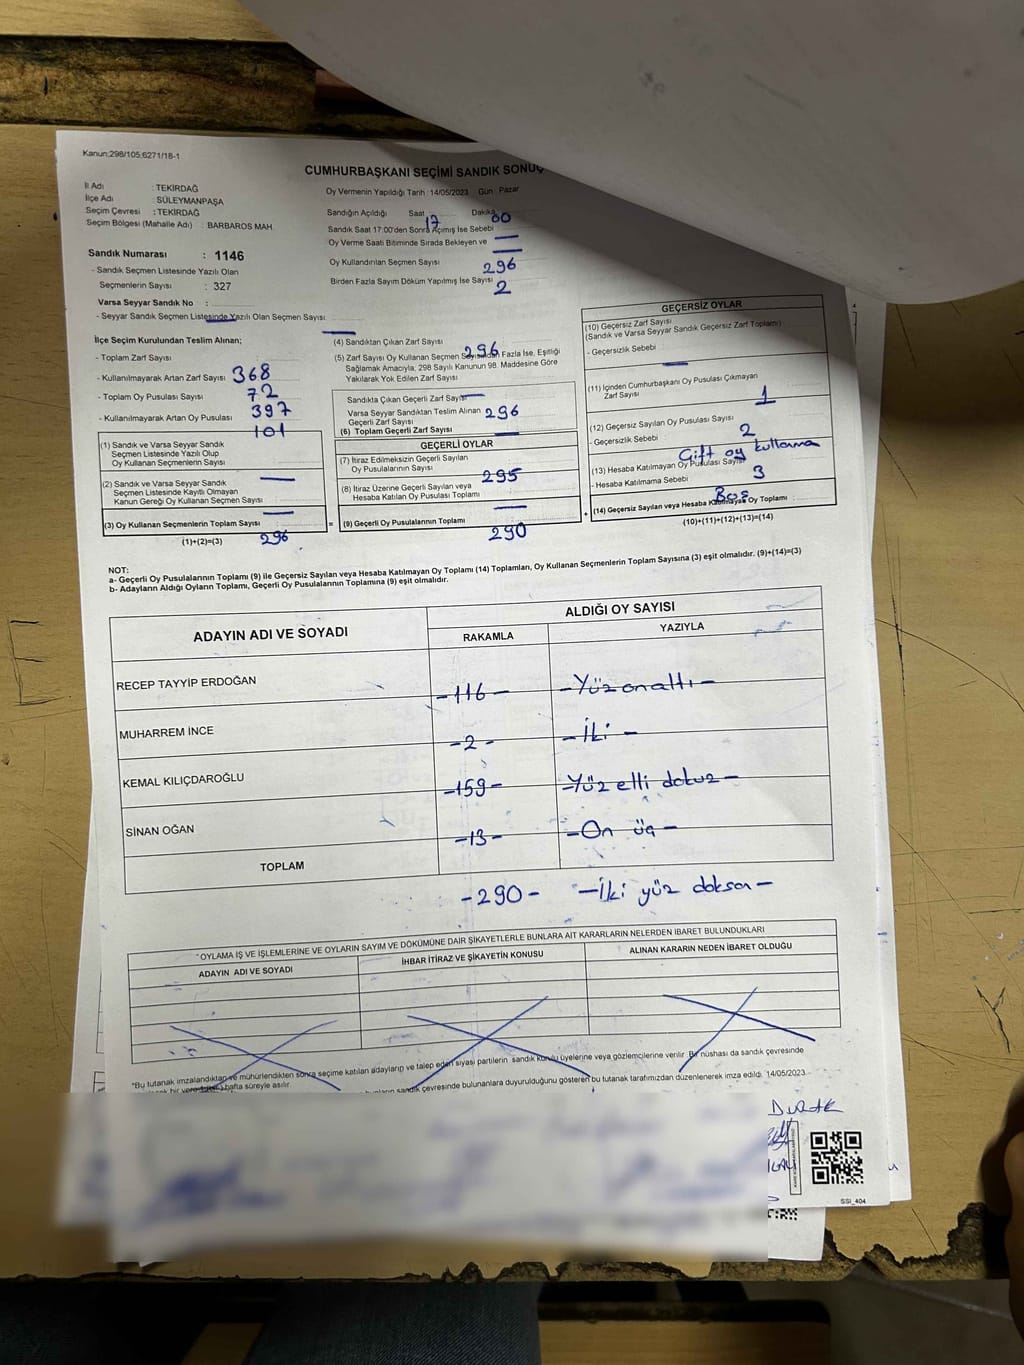 Kanun:298/105:6271/18-1
CUMHURBAŞKANI SEÇİMİ SANDIK SONUÇ
İl Adı : TEKİRDAĞ
İlçe Adı : SÜLEYMANPAŞA
Seçim Çevresi : TEKİRDAĞ
Seçim Bölgesi (Mahalle Adı) : BARBAROS MAH.
Sandık Numarası : 1146
- Sandık Seçmen Listesinde Yazılı Olan
Seçmenlerin Sayısı : 327
Varsa Seyyar Sandık No :
- Seyyar Sandık Seçmen Listesinde Yazılı Olan Seçmen Sayısı
Oy Vermenin Yapıldığı Tarih :14/05/2023 Gün : Pazar
Sandığın Açıldığı Saat 17 Dakika 00
Sandık Saat 17:00'den Sonra Açımış İse Sebebi
Oy Verme Saati Bitiminde Sırada Bekleyen ve
Oy Kullandırılan Seçmen Sayısı
296
Birden Fazla Sayım Döküm Yapılmış İse Sayısı
2
İlçe Seçim Kurulundan Teslim Alınan;
- Toplam Zarf Sayısı
368
- Kullanılmayarak Artan Zarf Sayısı
72
- Toplam Oy Pusulası Sayısı
397
- Kullanılmayarak Artan Oy Pusulası
101
(1) Sandık ve Varsa Seyyar Sandık
Seçmen Listesinde Yazılı Olup
Oy Kullanan Seçmenlerin Sayısı
(2) Sandık ve Varsa Seyyar Sandık
Seçmen Listesinde Kayıtlı Olmayan
Kanun Gereği Oy Kullanan Seçmen Sayısı
(3) Oy Kullanan Seçmenlerin Toplam Sayısı
(1)+(2)=(3) 296
(4) Sandıktan Çıkan Zarf Sayısı
296
(5) Zarf Sayısı Oy Kullanan Seçmen Sayısından Fazla İse, Eşitliği
Sağlamak Amacıyla; 298 Sayılı Kanunun 98. Maddesine Göre
Yakılarak Yok Edilen Zarf Sayısı
Sandıkta Çıkan Geçerli Zarf Sayısı
Varsa Seyyar Sandıktan Teslim Alınan 296
Geçerli Zarf Sayısı
(6) Toplam Geçerli Zarf Sayısı
GEÇERLİ OYLAR
(7) İtiraz Edilmeksizin Geçerli Sayılan
Oy Pusulalarının Sayısı
295
(8) İtiraz Üzerine Geçerli Sayılan veya
Hesaba Katılan Oy Pusulası Toplamı
= (9) Geçerli Oy Pusulalarının Toplamı
290
GEÇERSİZ OYLAR
(10) Geçersiz Zarf Sayısı
(Sandık ve Varsa Seyyar Sandık Geçersiz Zarf Toplamı)
- Geçersizlik Sebebi
(11) İçinden Cumhurbaşkanı Oy Pusulası Çıkmayan
Zarf Sayısı
1
(12) Geçersiz Sayılan Oy Pusulası Sayısı
2
- Geçersizlik Sebebi
Çift oy kullanma
(13) Hesaba Katılmayan Oy Pusulası Sayısı
3
- Hesaba Katılmama Sebebi
Boş
+ (14) Geçersiz Sayılan veya Hesaba Katılmayan Oy Toplamı
(10)+(11)+(12)+(13)=(14)
NOT:
a- Geçerli Oy Pusulalarının Toplamı (9) ile Geçersiz Sayılan veya Hesaba Katılmayan Oy Toplamı (14) Toplamları, Oy Kullanan Seçmenlerin Toplam Sayısına (3) eşit olmalıdır. (9)+(14)=(3)
b- Adayların Aldığı Oyların Toplamı, Geçerli Oy Pusulalarının Toplamına (9) eşit olmalıdır.
ADAYIN ADI VE SOYADI
ALDIĞI OY SAYISI
RAKAMLA YAZIYLA
RECEP TAYYİP ERDOĞAN -116- -Yüz onaltı-
MUHARREM İNCE -2- -İki-
KEMAL KILIÇDAROĞLU -159- -Yüz elli dokuz-
SİNAN OĞAN -13- -On üç-
TOPLAM
-290- -İki yüz doksan-
"OYLAMA İŞ VE İŞLEMLERİNE VE OYLARIN SAYIM VE DÖKÜMÜNE DAİR ŞİKAYETLERLE BUNLARA AİT KARARLARIN NELERDEN İBARET BULUNDUKLARI
ADAYIN ADI VE SOYADI İHBAR İTİRAZ VE ŞİKAYETİN KONUSU ALINAN KARARIN NEDEN İBARET OLDUĞU
"Bu tutanak imzalandıktan ve mühürlendikten sonra seçime katılan adayların ve talep eden siyasi partilerin sandık kurulu üyelerine veya gözlemcilerine verilir. Bir nüshası da sandık çevresinde
bir yere hafta süreyle asılır.
sandık çevresinde bulunanlara duyurulduğunu gösteren bu tutanak tarafımızdan düzenlenerek imza edildi. 14/05/2023
DURAK
SSİ_404